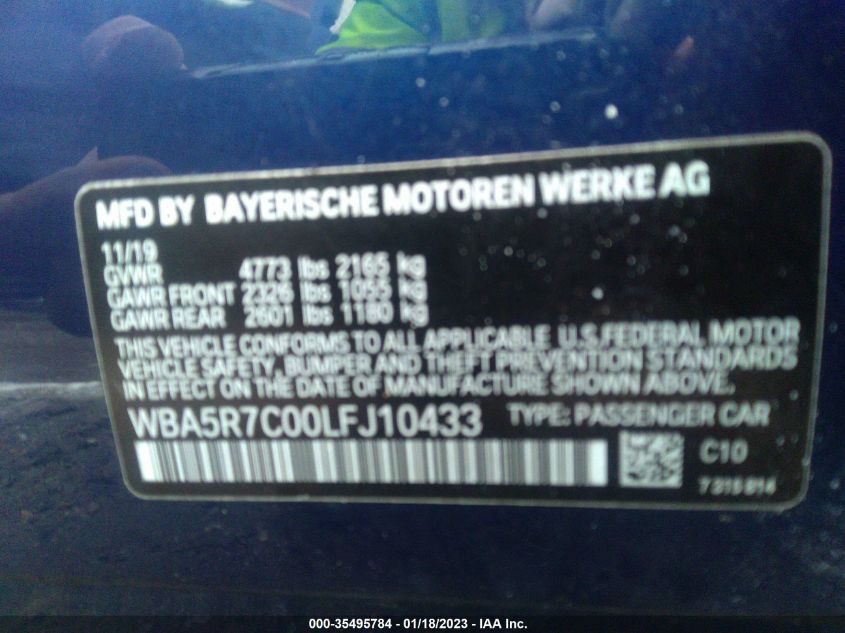 MFD BY BAYERISCHE MOTOREN WERKE AG
11/19
GVWR 4773 lbs 2165 kg
GAWR FRONT 2326 lbs 1055 kg
GAWR REAR 2601 lbs 1180 kg
THIS VEHICLE CONFORMS TO ALL APPLICABLE U.S.FEDERAL MOTOR
VEHICLE SAFETY, BUMPER AND THEFT PREVENTION STANDARDS
IN EFFECT ON THE DATE OF MANUFACTURE SHOWN ABOVE.
WBA5R7C00LFJ10433 TYPE: PASSENGER CAR
C10
000-35495784 - 01/18/2023 - IAA Inc.